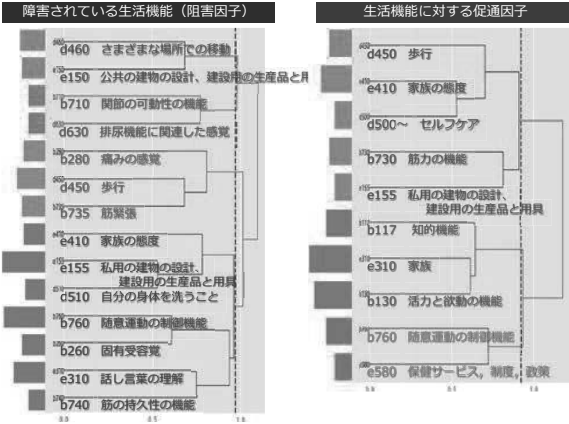 障害されている生活機能（阻害因子）
d460 さまざまな場所での移動
e150 公共の建物の設計、建設用の生産品と用
b710 関節の可動性の機能
d630 排尿機能に関連した感覚
b280 痛みの感覚
d450 歩行
b735 筋緊張
e410 家族の態度
e155 私用の建物の設計、
建設用の生産品と用具
d510 自分の身体を洗うこと
b760 随意運動の制御機能
b260 固有受容覚
e310 話し言葉の理解
b740 筋の持久性の機能
0.0 1.0
生活機能に対する促通因子
d450 歩行
e410 家族の態度
d500～ セルフケア
b730 筋力の機能
e155 私用の建物の設計、
建設用の生産品と用具
b117 知的機能
e310 家族
b130 活力と欲動の機能
b760 随意運動の制御機能
e580 保健サービス，制度，政策
0.0 0.5 1.0